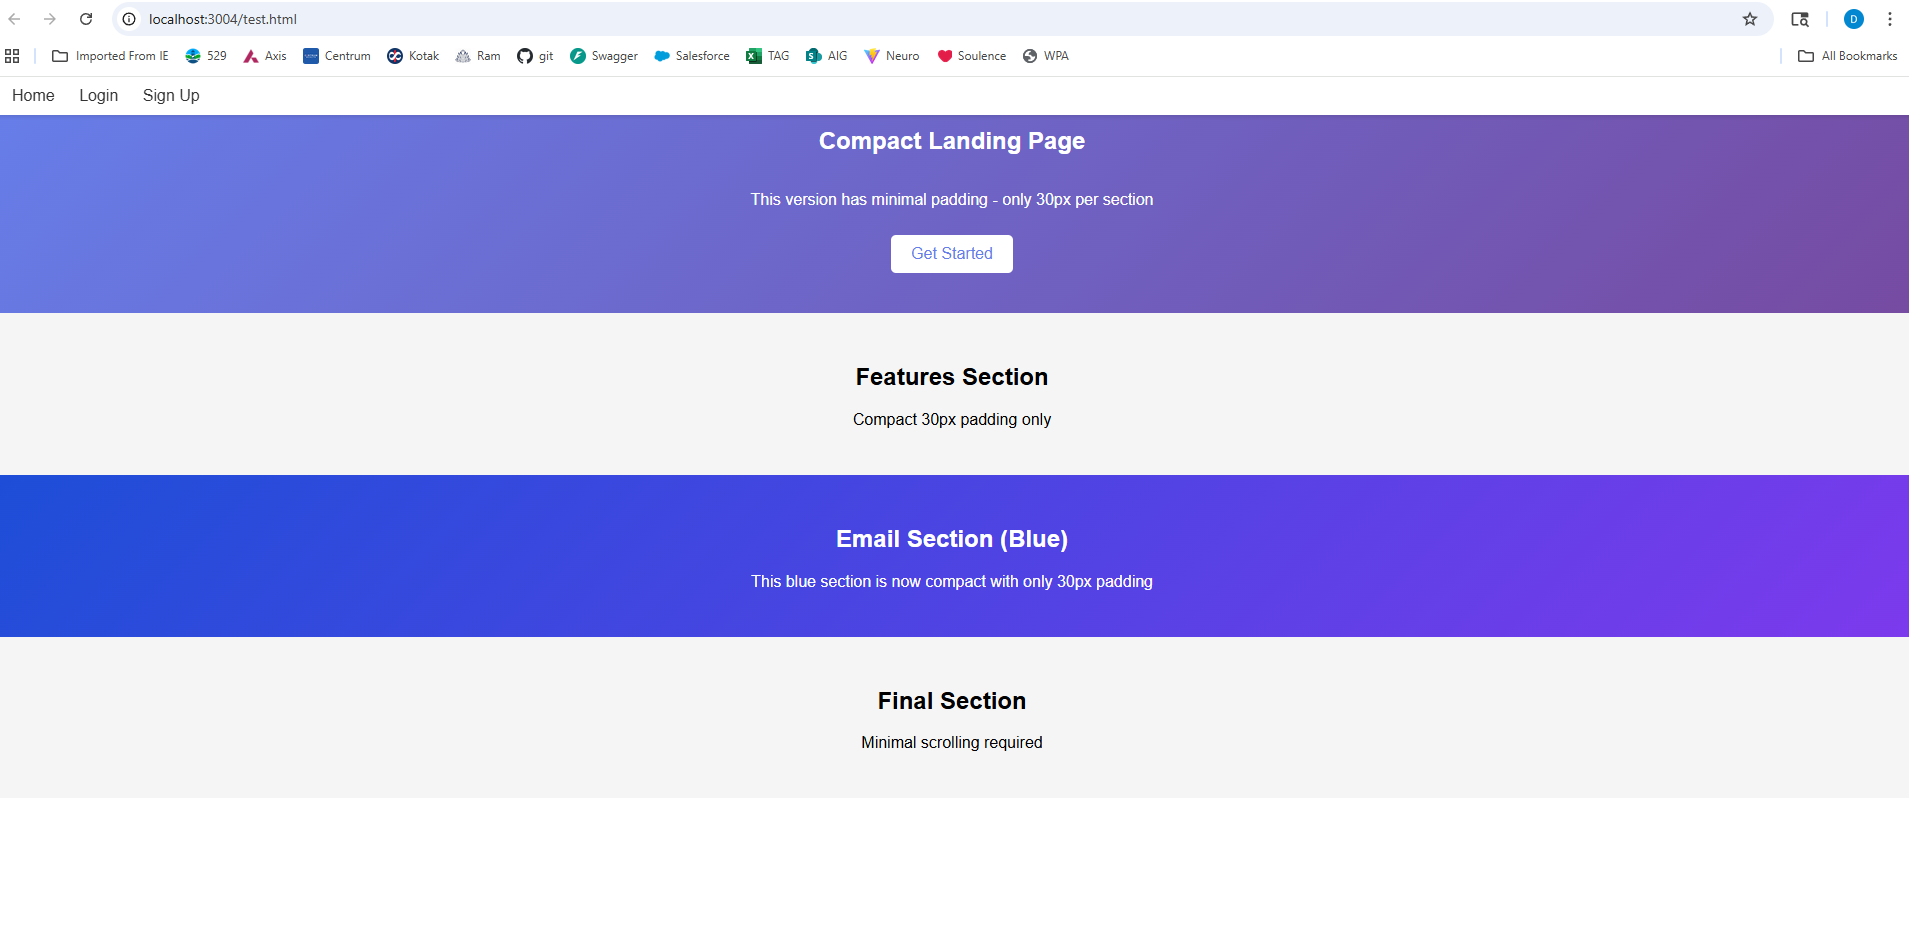 localhost:3004/test.html
D
Imported From IE 529 Axis Centrum Kotak Ram git Swagger Salesforce TAG AIG Neuro Soulence WPA All Bookmarks
Home Login Sign Up
Compact Landing Page
This version has minimal padding - only 30px per section
Get Started
Features Section
Compact 30px padding only
Email Section (Blue)
This blue section is now compact with only 30px padding
Final Section
Minimal scrolling required